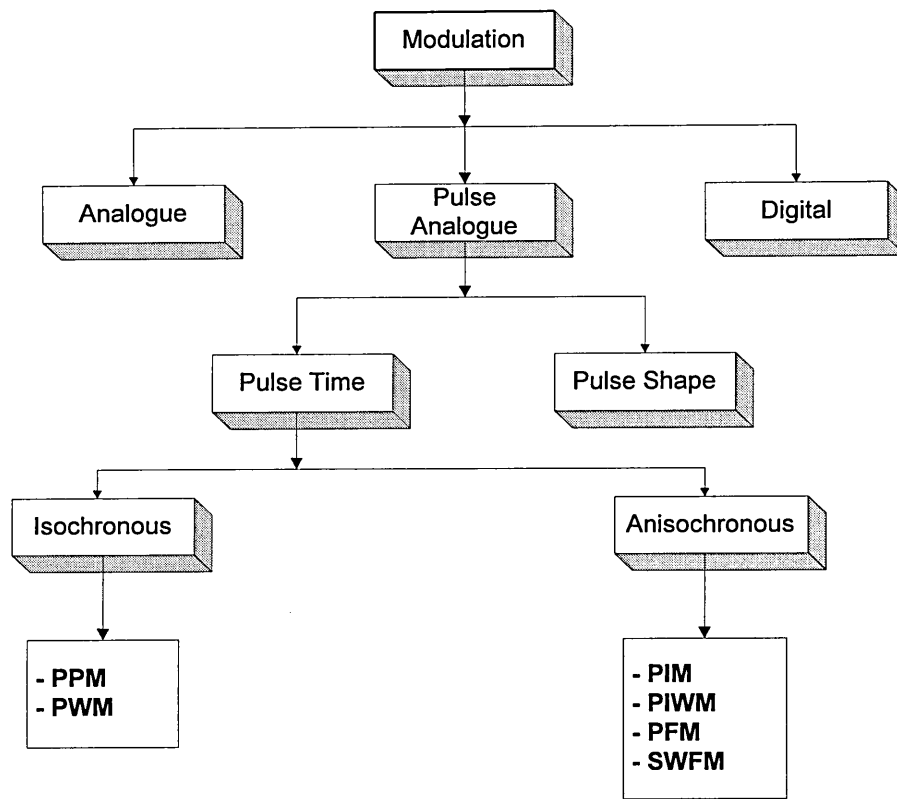 Modulation
Analogue
Pulse
Analogue
Digital
Pulse Time
Pulse Shape
Isochronous
Anisochronous
- PPM
- PWM
- PIM
- PIWM
- PFM
- SWFM